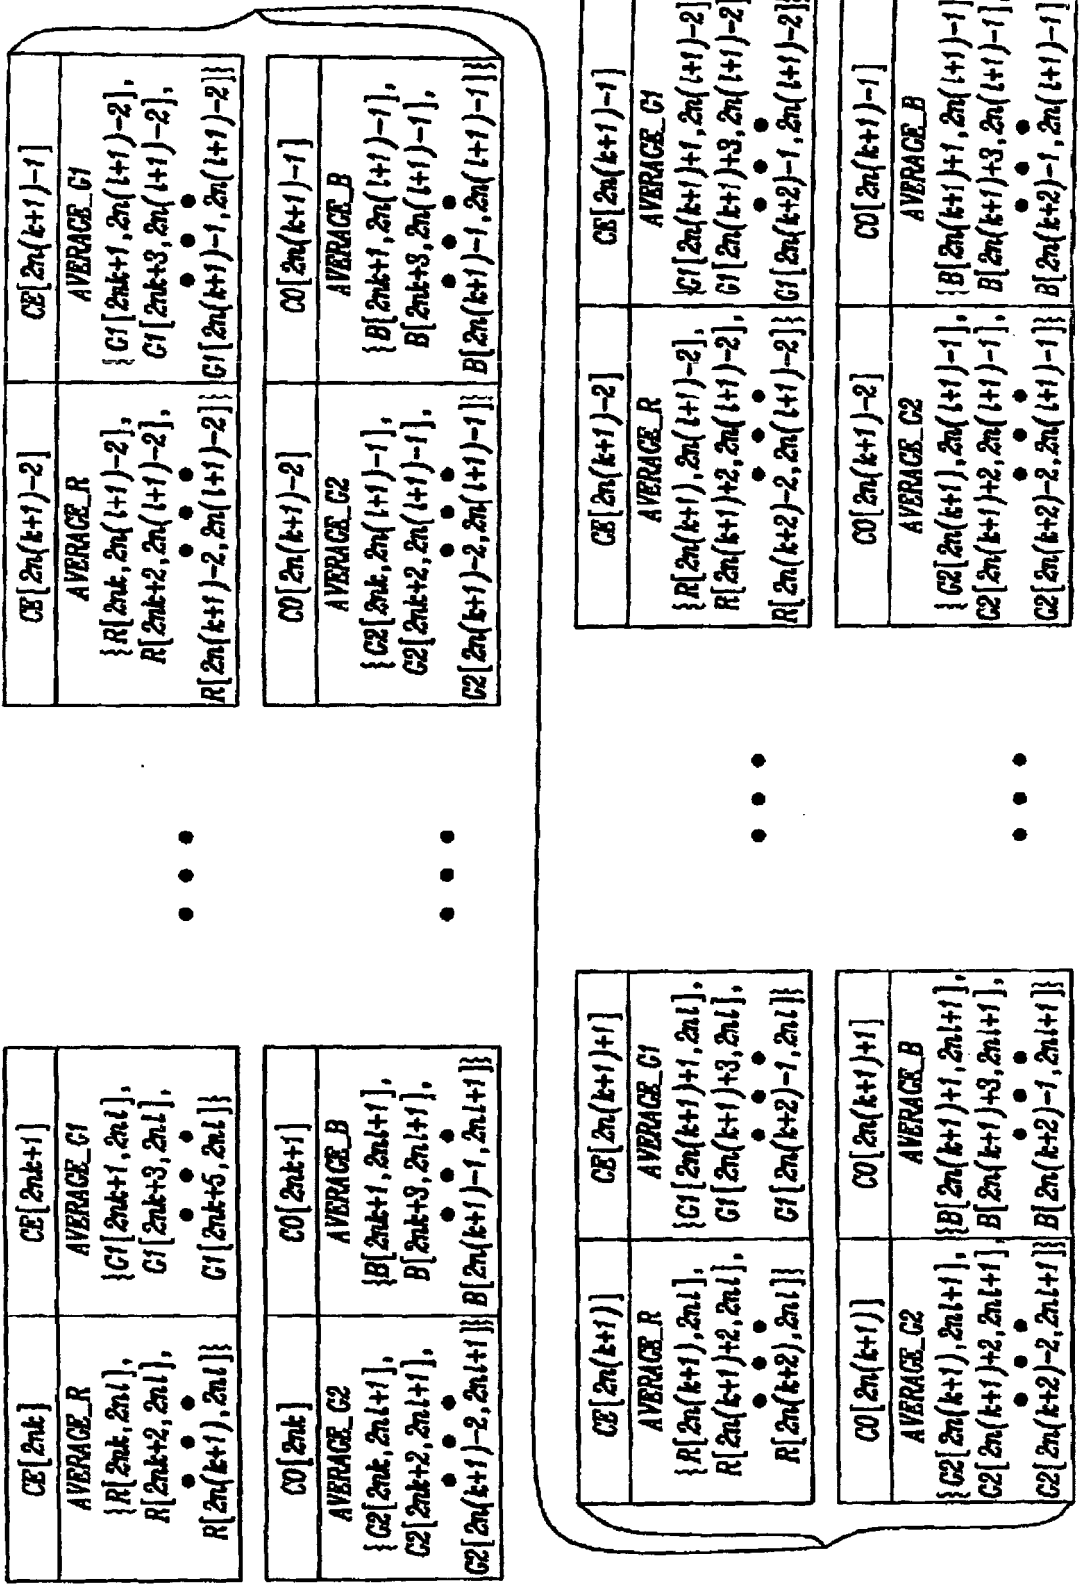 CE[2nk]
AVERAGE_R
{R[2nk,2nl],
R[2nk+2,2nl],
• • •
R[2n(k+1),2nl]}
CE[2nk+1]
AVERAGE_G1
{G1[2nk+1,2nl],
G1[2nk+3,2nl],
• • •
G1[2nk+5,2nl]}
• • •
CE[2n(k+1)-2]
AVERAGE_R
{R[2nk,2n(l+1)-2],
R[2nk+2,2n(l+1)-2],
• • •
R[2n(k+1)-2,2n(l+1)-2]}
CE[2n(k+1)-1]
AVERAGE_G1
{G1[2nk+1,2n(l+1)-2],
G1[2nk+3,2n(l+1)-2],
• • •
G1[2n(k+1)-1,2n(l+1)-2]}
CO[2nk]
AVERAGE_G2
{G2[2nk,2nl+1],
G2[2nk+2,2nl+1],
• • •
G2[2n(k+1)-2,2nl+1]}
CO[2nk+1]
AVERAGE_B
{B[2nk+1,2nl+1],
B[2nk+3,2nl+1],
• • •
B[2n(k+1)-1,2nl+1]}
• • •
CO[2n(k+1)-2]
AVERAGE_G2
{G2[2nk,2n(l+1)-1],
G2[2nk+2,2n(l+1)-1],
• • •
G2[2n(k+1)-2,2n(l+1)-1]}
CO[2n(k+1)-1]
AVERAGE_B
{B[2nk+1,2n(l+1)-1],
B[2nk+3,2n(l+1)-1],
• • •
B[2n(k+1)-1,2n(l+1)-1]}
CE[2n(k+1)]
AVERAGE_R
{R[2n(k+1),2nl],
R[2n(k+1)+2,2nl],
• • •
R[2n(k+2),2nl]}
CE[2n(k+1)+1]
AVERAGE_G1
{G1[2n(k+1)+1,2nl],
G1[2n(k+1)+3,2nl],
• • •
G1[2n(k+2)-1,2nl]}
• • •
CE[2n(k+1)-2]
AVERAGE_R
{R[2n(k+1),2n(l+1)-2],
R[2n(k+1)+2,2n(l+1)-2],
• • •
R[2n(k+2)-2,2n(l+1)-2]}
CE[2n(k+1)-1]
AVERAGE_G1
{G1[2n(k+1)+1,2n(l+1)-2]
G1[2n(k+1)+3,2n(l+1)-2]
• • •
G1[2n(k+2)-1,2n(l+1)-2]}
CO[2n(k+1)]
AVERAGE_G2
{G2[2n(k+1),2nl+1],
G2[2n(k+1)+2,2nl+1],
• • •
G2[2n(k+2)-2,2nl+1]}
CO[2n(k+1)+1]
AVERAGE_B
{B[2n(k+1)+1,2nl+1],
B[2n(k+1)+3,2nl+1],
• • •
B[2n(k+2)-1,2nl+1]}
• • •
CO[2n(k+1)-2]
AVERAGE_G2
{G2[2n(k+1),2n(l+1)-1],
G2[2n(k+1)+2,2n(l+1)-1],
• • •
G2[2n(k+2)-2,2n(l+1)-1]}
CO[2n(k+1)-1]
AVERAGE_B
{B[2n(k+1)+1,2n(l+1)-1]
B[2n(k+1)+3,2n(l+1)-1],
• • •
B[2n(k+2)-1,2n(l+1)-1]